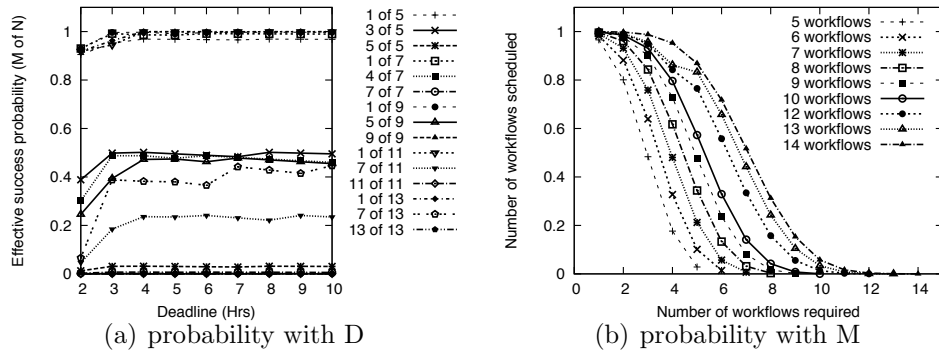 Effective success probability (M of N)
1
0.8
0.6
0.4
0.2
0
2 3 4 5 6 7 8 9 10
Deadline (Hrs)
1 of 5
3 of 5
5 of 5
1 of 7
4 of 7
7 of 7
1 of 9
5 of 9
9 of 9
1 of 11
7 of 11
11 of 11
1 of 13
7 of 13
13 of 13
(a) probability with D
Number of workflows scheduled
1
0.8
0.6
0.4
0.2
0
0 2 4 6 8 10 12 14
Number of workflows required
5 workflows
6 workflows
7 workflows
8 workflows
9 workflows
10 workflows
12 workflows
13 workflows
14 workflows
(b) probability with M